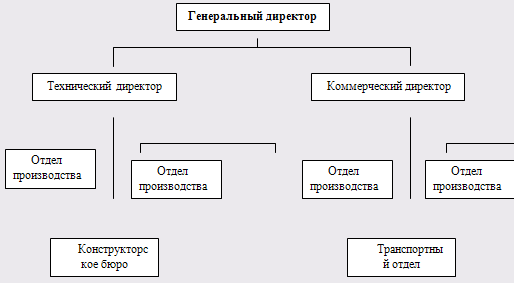 Генеральный директор
Технический директор
Коммерческий директор
Отдел
производства
Отдел
производства
Отдел
производства
Отдел
производства
Конструкторс
кое бюро
Транспортны
й отдел